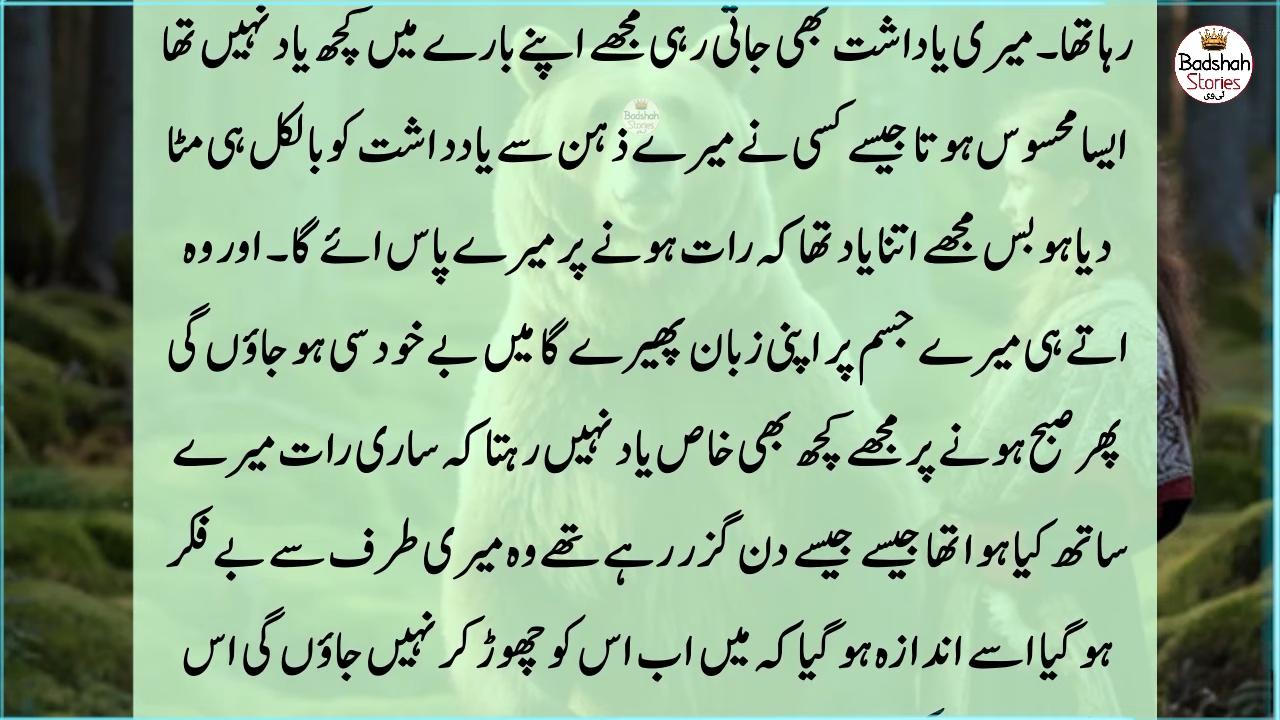 رہا تھا۔ میری یاداشت بھی جاتی رہی مجھے اپنے بارے میں کچھ یاد نہیں تھا
ایسا محسوس ہوتا جیسے کسی نے میرے ذہن سے یادداشت کو بالکل ہی مٹا
دیا ہو بس مجھے اتنا یاد تھا کہ رات ہونے پر میرے پاس ائے گا۔ اور وہ
اتے ہی میرے جسم پر اپنی زبان پھیرے گا میں بے خود سی ہو جاؤں گی
پھر صبح ہونے پر مجھے کچھ بھی خاص یاد نہیں رہتا کہ ساری رات میرے
ساتھ کیا ہوا تھا جیسے جیسے دن گزر رہے تھے وہ میری طرف سے بے فکر
ہو گیا اسے اندازہ ہو گیا کہ میں اب اس کو چھوڑ کر نہیں جاؤں گی اس
Badshah
Stories
ٹی وی
Badshah
Stories